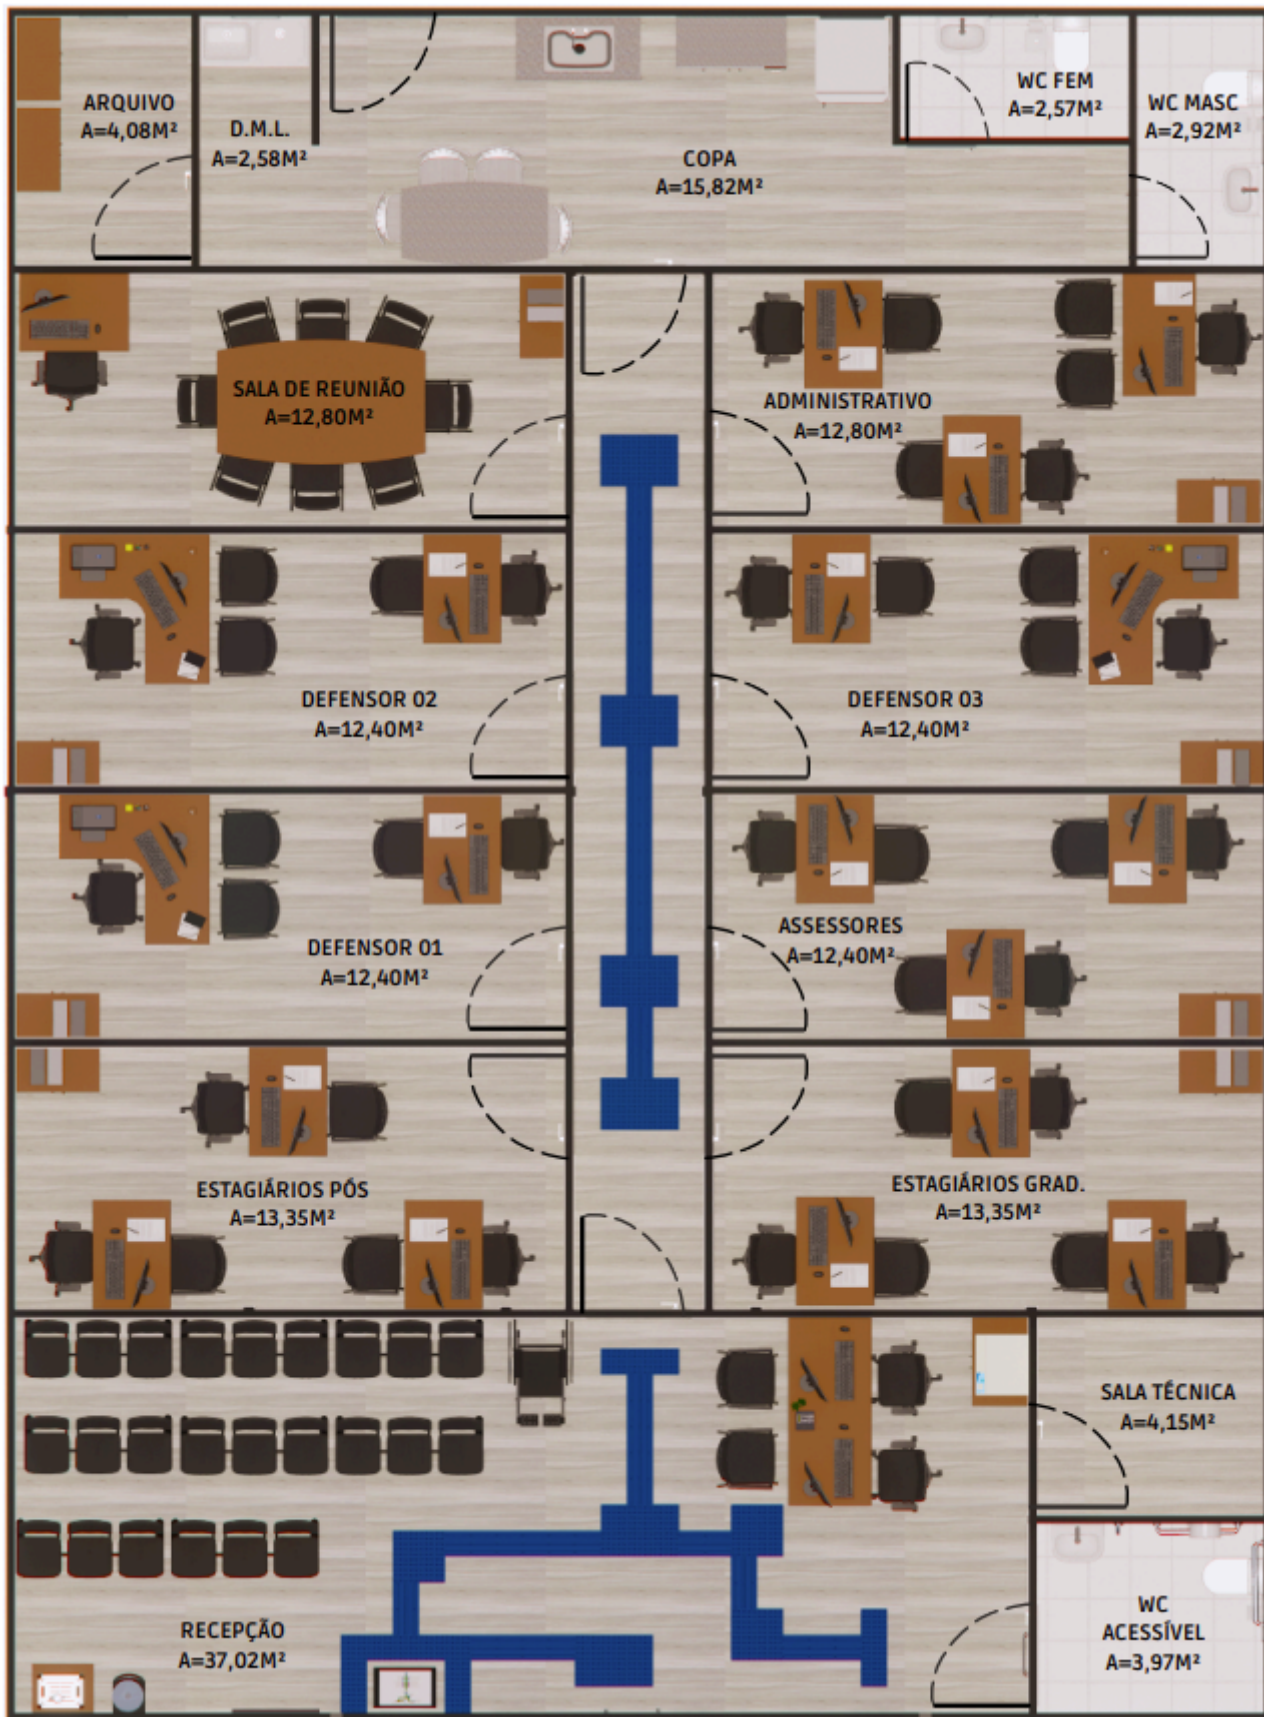 ARQUIVO
A=4,08M²
D.M.L.
A=2,58M²
COPA
A=15,82M²
WC FEM
A=2,57M²
WC MASC
A=2,92M²
SALA DE REUNIÃO
A=12,80M²
ADMINISTRATIVO
A=12,80M²
DEFENSOR 02
A=12,40M²
DEFENSOR 03
A=12,40M²
DEFENSOR 01
A=12,40M²
ASSESSORES
A=12,40M²
ESTAGIÁRIOS PÓS
A=13,35M²
ESTAGIÁRIOS GRAD.
A=13,35M²
SALA TÉCNICA
A=4,15M²
RECEPÇÃO
A=37,02M²
WC
ACESSÍVEL
A=3,97M²